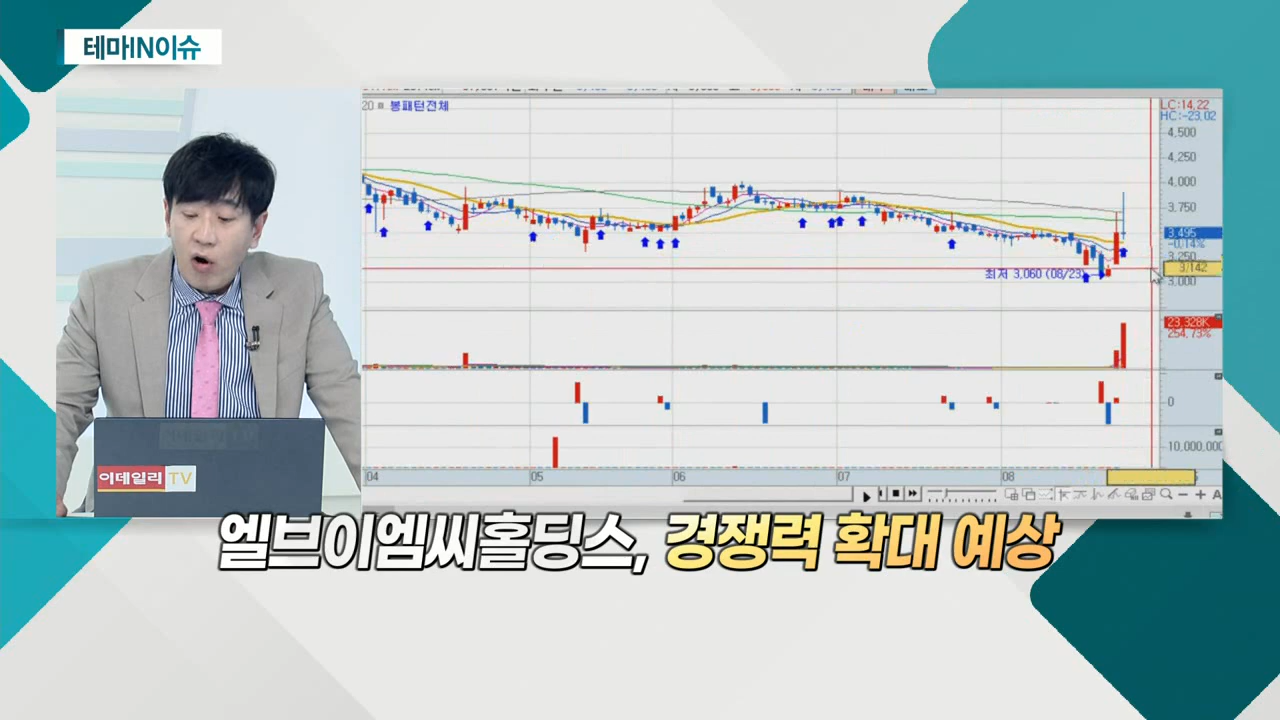 테마IN이슈
20 봉패턴전체
LC:14.22
HC:-23.02
4,500
4,250
4,000
3,750
3,495
-0.14%
3,250
3,142
3,000
최저 3,060 (08/23)
23,328K
254.73%
0
10,000,000
04 05 06 07 08
이데일리 TV
A
엘브이엠씨홀딩스, 경쟁력 확대 예상